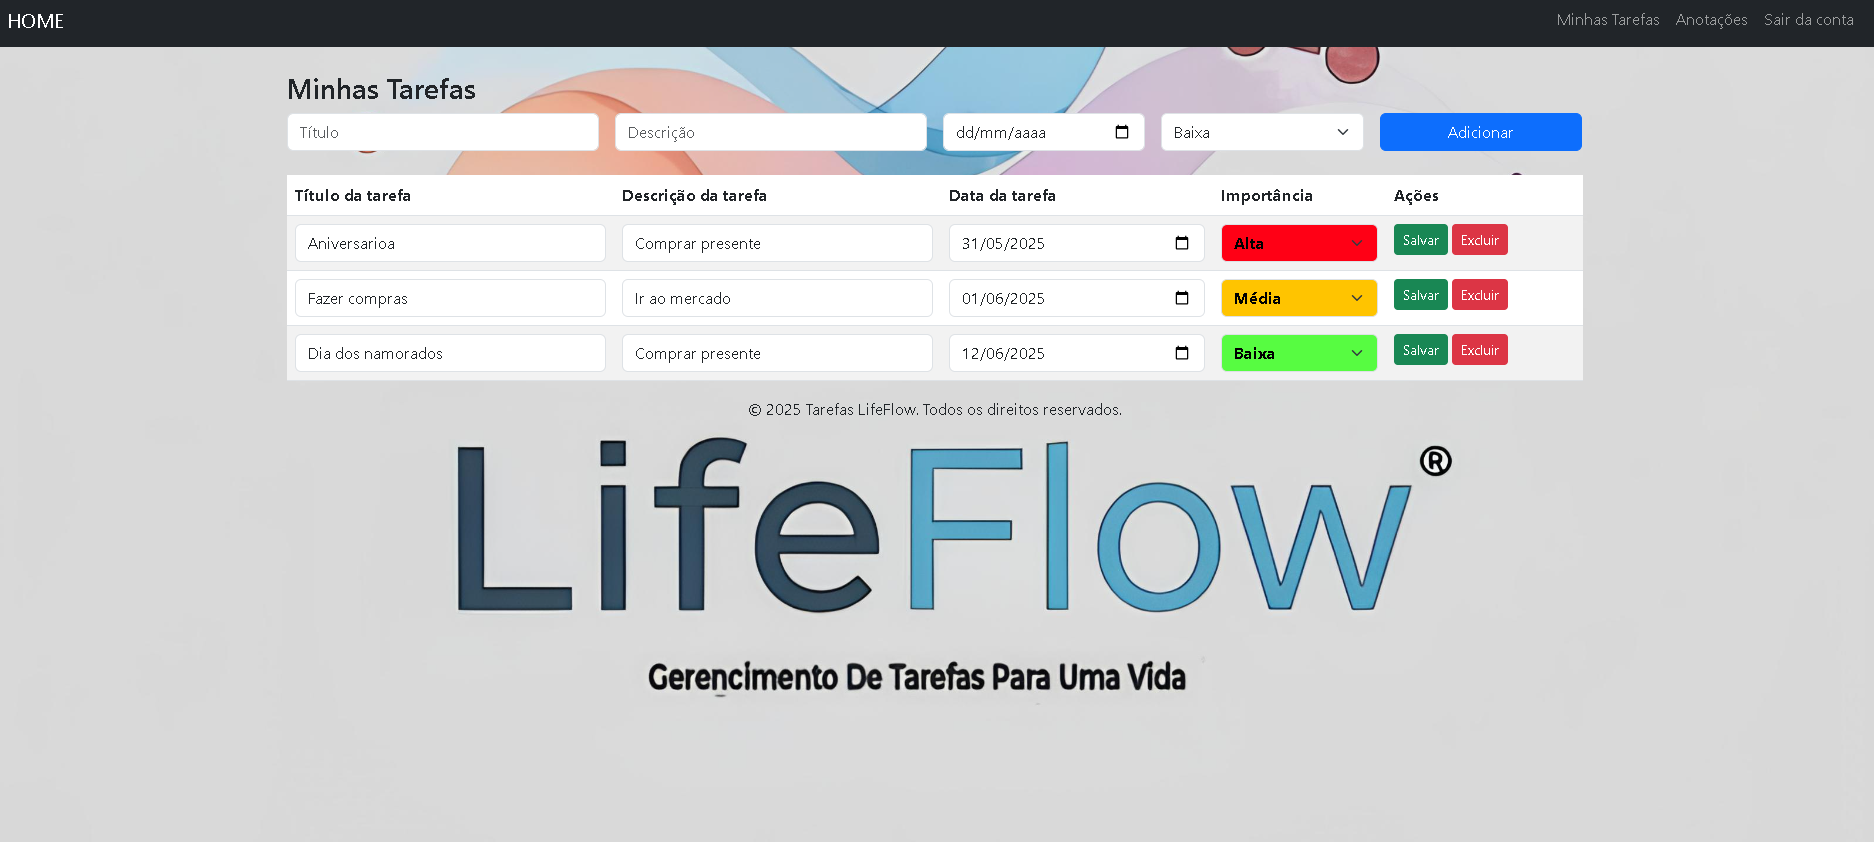 HOME Minhas Tarefas Anotações Sair da conta
Minhas Tarefas
Título Descrição dd/mm/aaaa Baixa Adicionar
Título da tarefa Descrição da tarefa Data da tarefa Importância Ações
Aniversarioa Comprar presente 31/05/2025 Alta Salvar Excluir
Fazer compras Ir ao mercado 01/06/2025 Média Salvar Excluir
Dia dos namorados Comprar presente 12/06/2025 Baixa Salvar Excluir
© 2025 Tarefas LifeFlow. Todos os direitos reservados.
LifeFlow®
Gerencimento De Tarefas Para Uma Vida